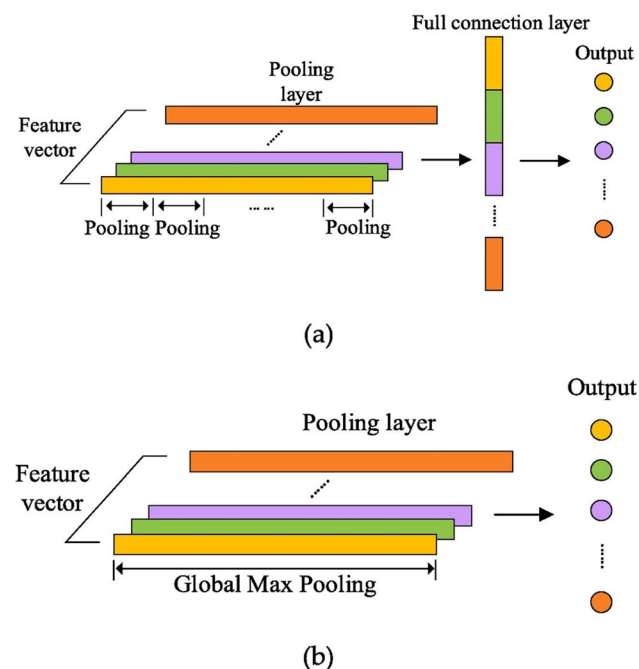 Full connection layer
Output
Pooling
layer
Feature
vector
Pooling Pooling ...... Pooling
(a)
Output
Pooling layer
Feature
vector
Global Max Pooling
(b)